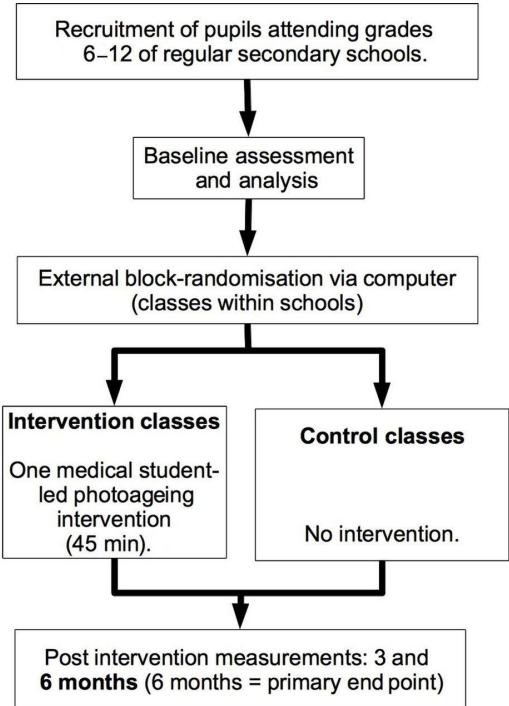 Recruitment of pupils attending grades
6–12 of regular secondary schools.
Baseline assessment
and analysis
External block-randomisation via computer
(classes within schools)
Intervention classes
One medical student-
led photoageing
intervention
(45 min).
Control classes
No intervention.
Post intervention measurements: 3 and
6 months (6 months = primary end point)